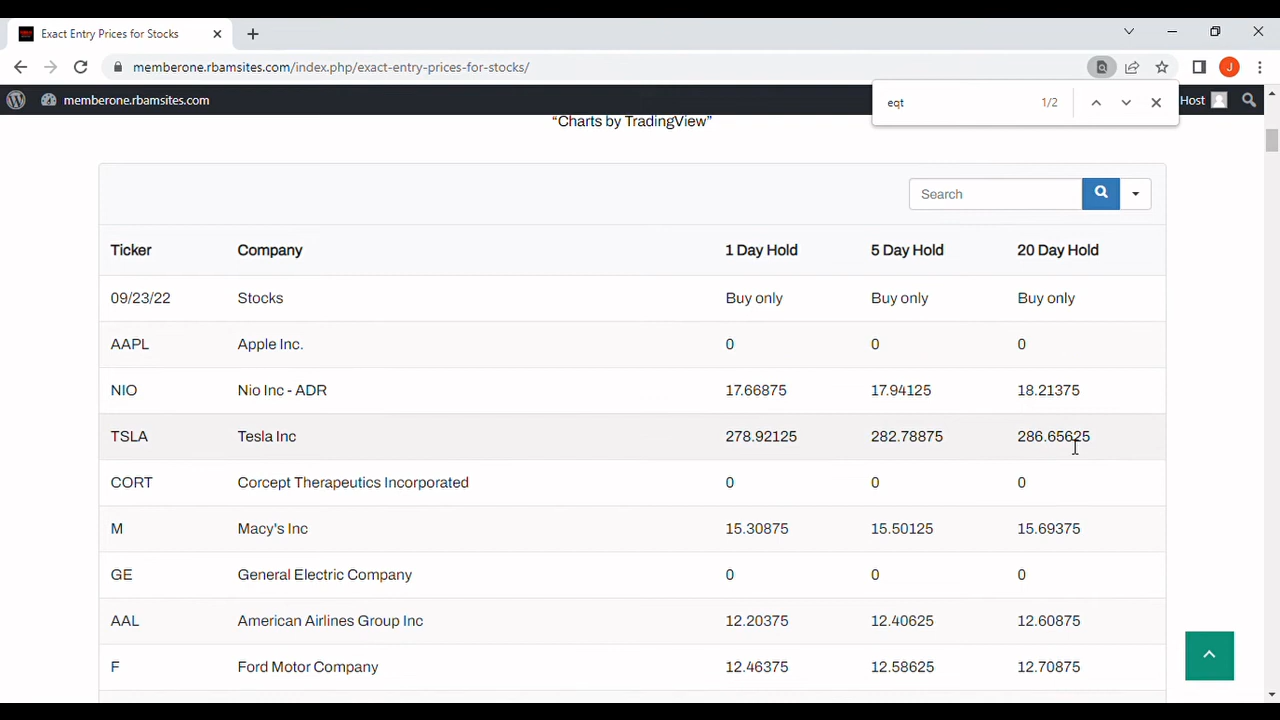 Exact Entry Prices for Stocks
memberone.rbamsites.com/index.php/exact-entry-prices-for-stocks/
J
memberone.rbamsites.com
eqt 1/2
Host
“Charts by TradingView”
Search
Ticker Company 1 Day Hold 5 Day Hold 20 Day Hold
09/23/22 Stocks Buy only Buy only Buy only
AAPL Apple Inc. 0 0 0
NIO Nio Inc - ADR 17.66875 17.94125 18.21375
TSLA Tesla Inc 278.92125 282.78875 286.65625
CORT Corcept Therapeutics Incorporated 0 0 0
M Macy's Inc 15.30875 15.50125 15.69375
GE General Electric Company 0 0 0
AAL American Airlines Group Inc 12.20375 12.40625 12.60875
F Ford Motor Company 12.46375 12.58625 12.70875